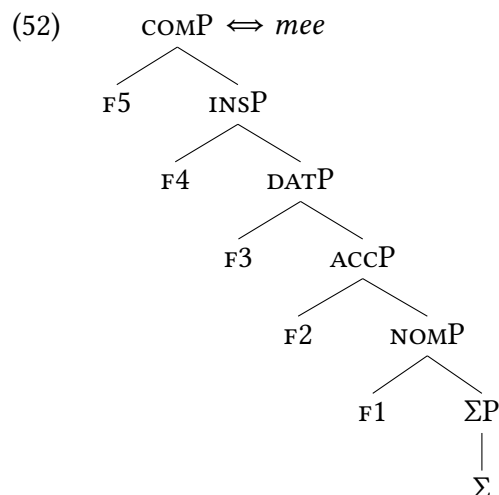 (52) COMP ⇔ mee
F5 INSP
F4 DATP
F3 ACCP
F2 NOMP
F1 ΣP
Σ